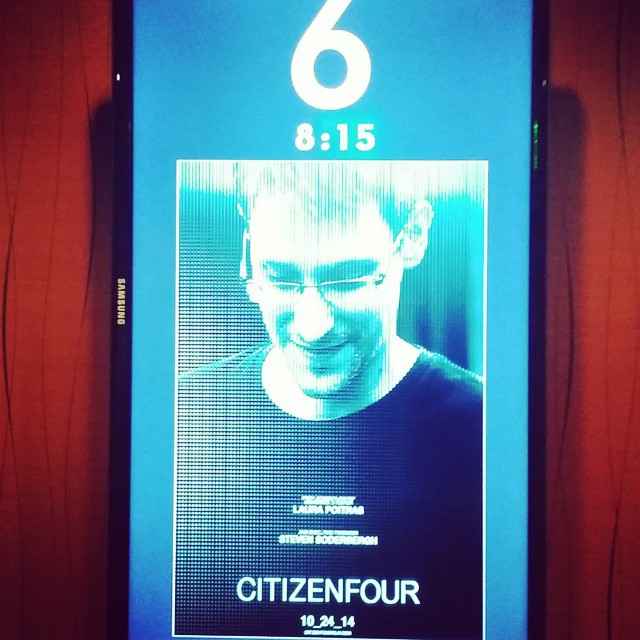 6
8:15
SAMSUNG
LAURA POITRAS
STEVEN SODERBERGH
CITIZENFOUR
10_24_14